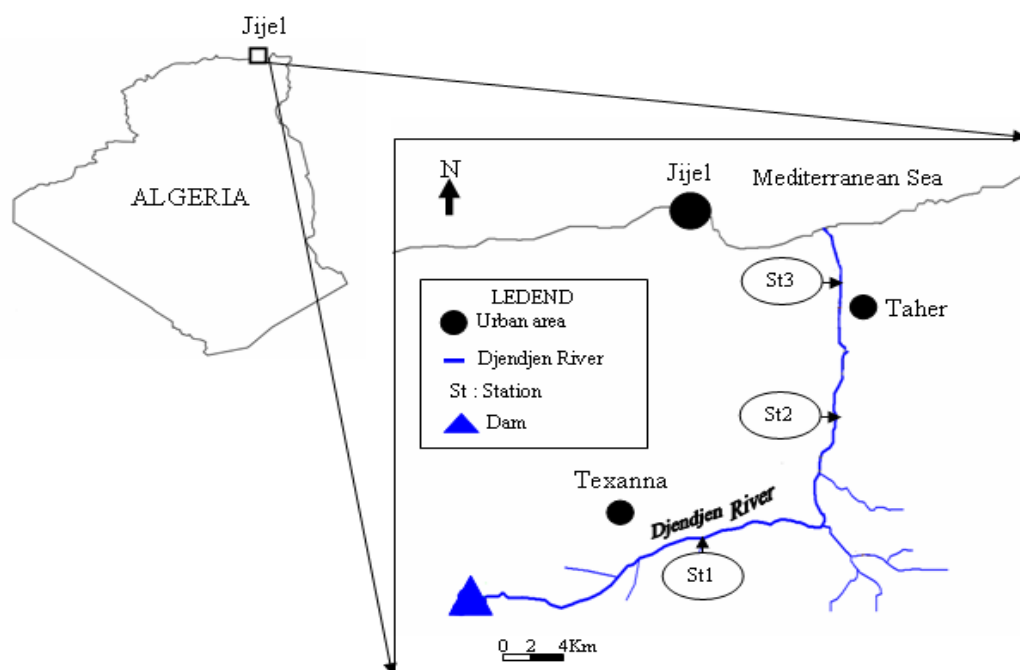 Jijel
ALGERIA
N
Jijel
Mediterranean Sea
St3
Taher
LEDEND
Urban area
Djendjen River
St : Station
Dam
St2
Texanna
Djendjen River
St1
0 2 4Km